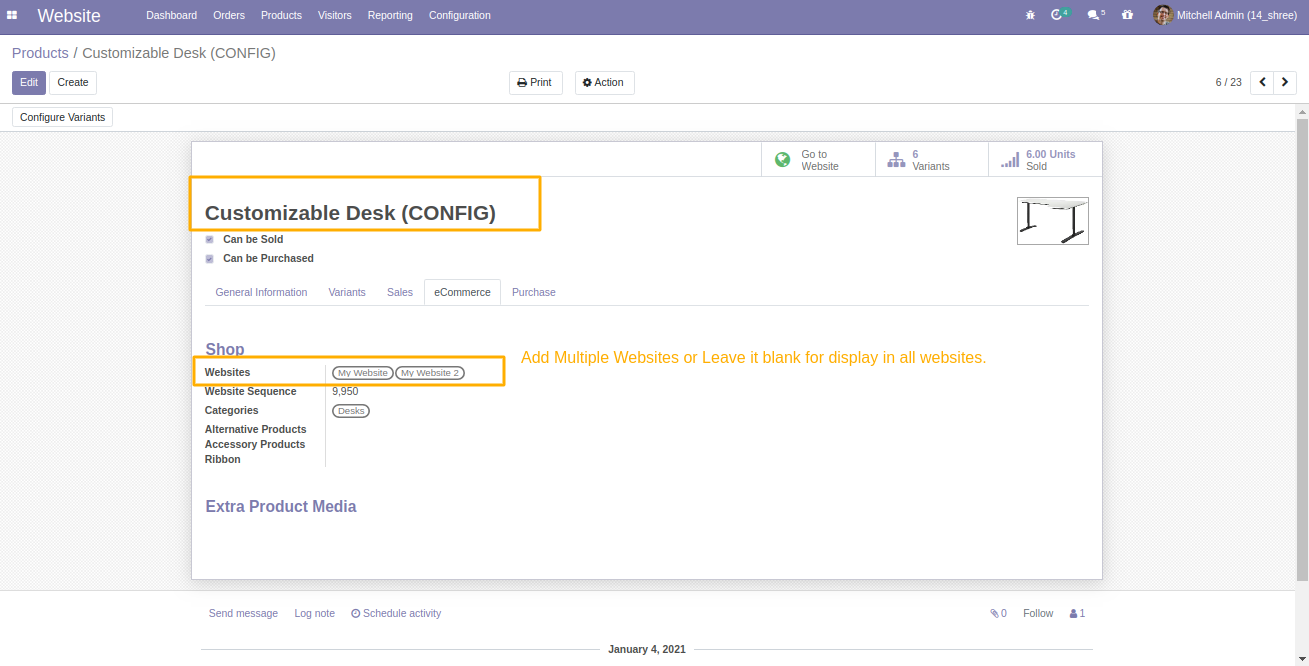 Website Dashboard Orders Products Visitors Reporting Configuration 4 5 Mitchell Admin (14_shree)
Products / Customizable Desk (CONFIG)
Edit Create Print Action 6 / 23
Configure Variants
Go to Website
6 Variants
6.00 Units Sold
Customizable Desk (CONFIG)
Can be Sold
Can be Purchased
General Information Variants Sales eCommerce Purchase
Shop
Add Multiple Websites or Leave it blank for display in all websites.
Websites My Website My Website 2
Website Sequence 9,950
Categories Desks
Alternative Products
Accessory Products
Ribbon
Extra Product Media
Send message Log note Schedule activity 0 Follow 1
January 4, 2021